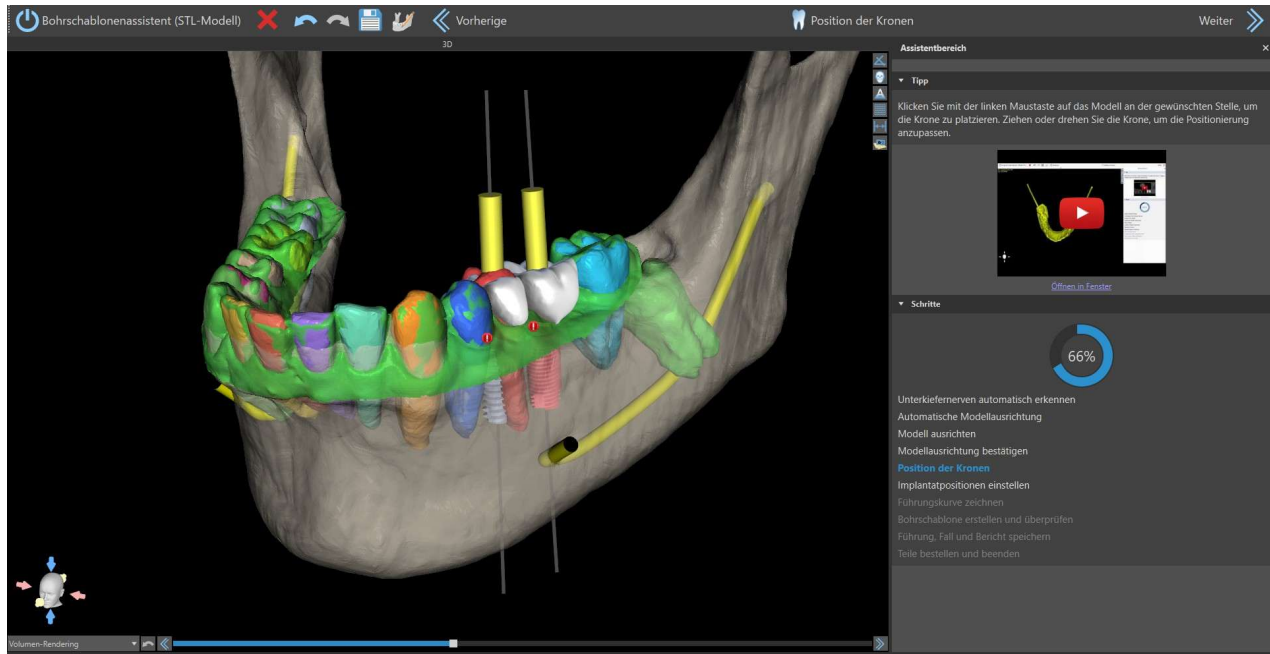 Bohrschablonenassistent (STL-Modell)
Vorherige
Position der Kronen
Weiter
3D
Assistentbereich
Tipp
Klicken Sie mit der linken Maustaste auf das Modell an der gewünschten Stelle, um
die Krone zu platzieren. Ziehen oder drehen Sie die Krone, um die Positionierung
anzupassen.
Öffnen in Fenster
Schritte
66%
Unterkiefernerven automatisch erkennen
Automatische Modellausrichtung
Modell ausrichten
Modellausrichtung bestätigen
Position der Kronen
Implantatpositionen einstellen
Führungskurve zeichnen
Bohrschablone erstellen und überprüfen
Führung, Fall und Bericht speichern
Teile bestellen und beenden
Volumen-Rendering